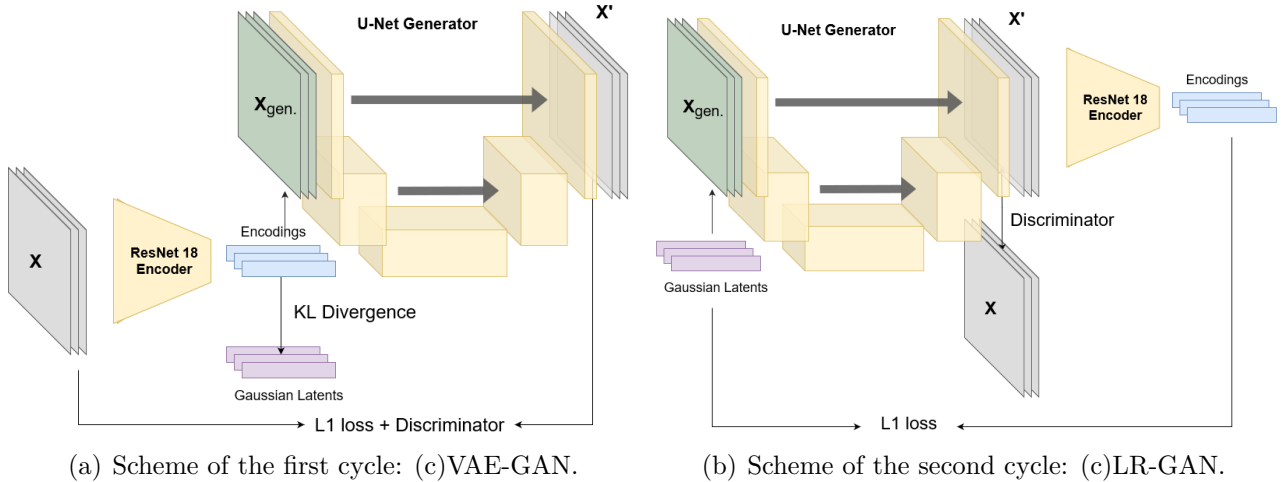 U-Net Generator
X'
X gen.
X
ResNet 18
Encoder
Encodings
KL Divergence
Gaussian Latents
L1 loss + Discriminator
(a) Scheme of the first cycle: (c)VAE-GAN.
U-Net Generator
X'
X gen.
ResNet 18
Encoder
Encodings
Discriminator
Gaussian Latents
X
L1 loss
(b) Scheme of the second cycle: (c)LR-GAN.